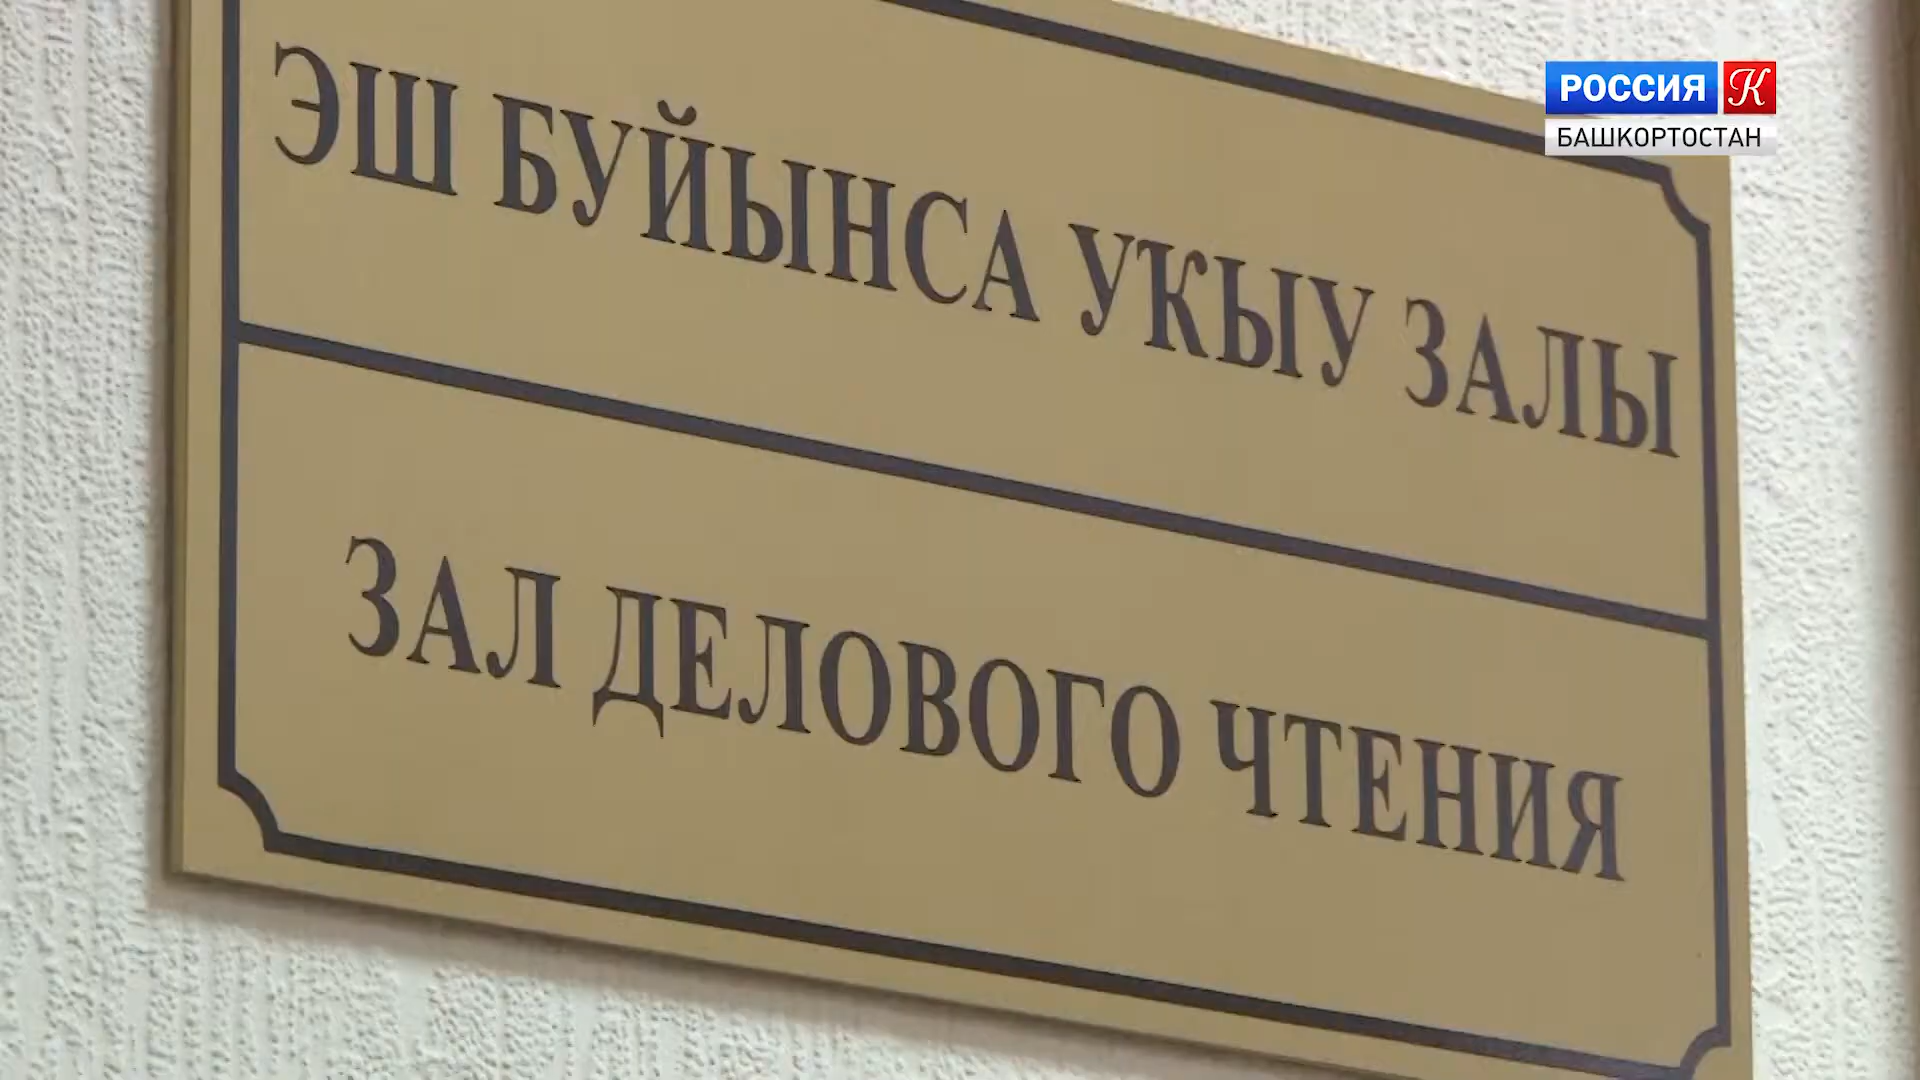 РОССИЯ К
БАШКОРТОСТАН
ЭШ БУЙЫНСА УҠЫУ ЗАЛЫ
ЗАЛ ДЕЛОВОГО ЧТЕНИЯ